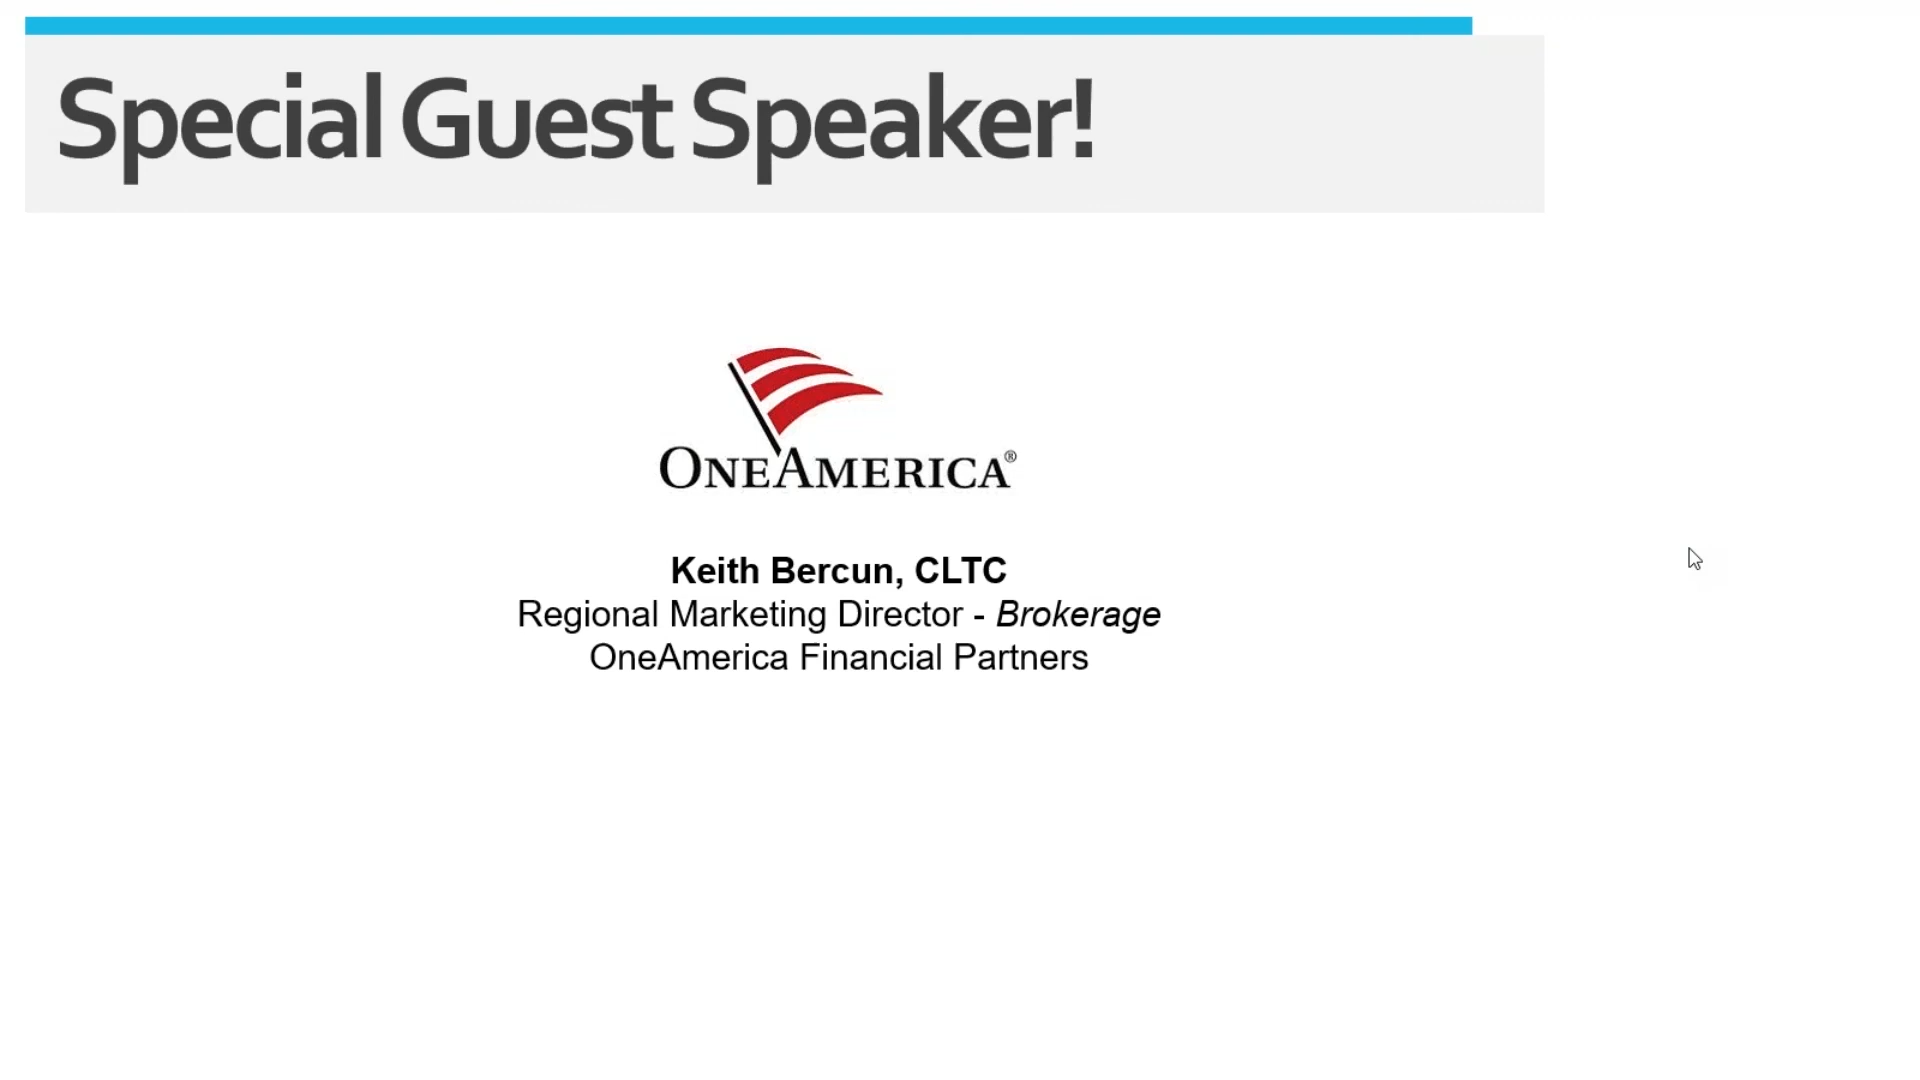 Special Guest Speaker!
ONEAMERICA®
Keith Bercun, CLTC
Regional Marketing Director - Brokerage
OneAmerica Financial Partners